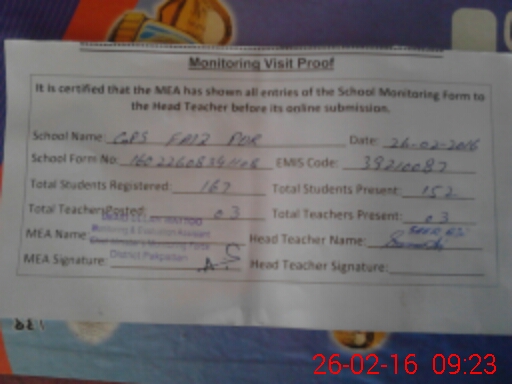 Monitoring Visit Proof
It is certified that the MEA has shown all entries of the School Monitoring Form to
the Head Teacher before its online submission.
School Name: GPS FAIZ PUR Date: 26-02-2016
School Form No: EMIS Code: 39210087
Total Students Registered: 167 Total Students Present: 152
Total Teachers Posted: 03 Total Teachers Present: 03
MEA Name Monitoring & Evaluation Assistant Head Teacher Name:
Chief Minister's Monitoring Force
MEA Signature: District Pakpattan Head Teacher Signature:
26-02-16 09:23